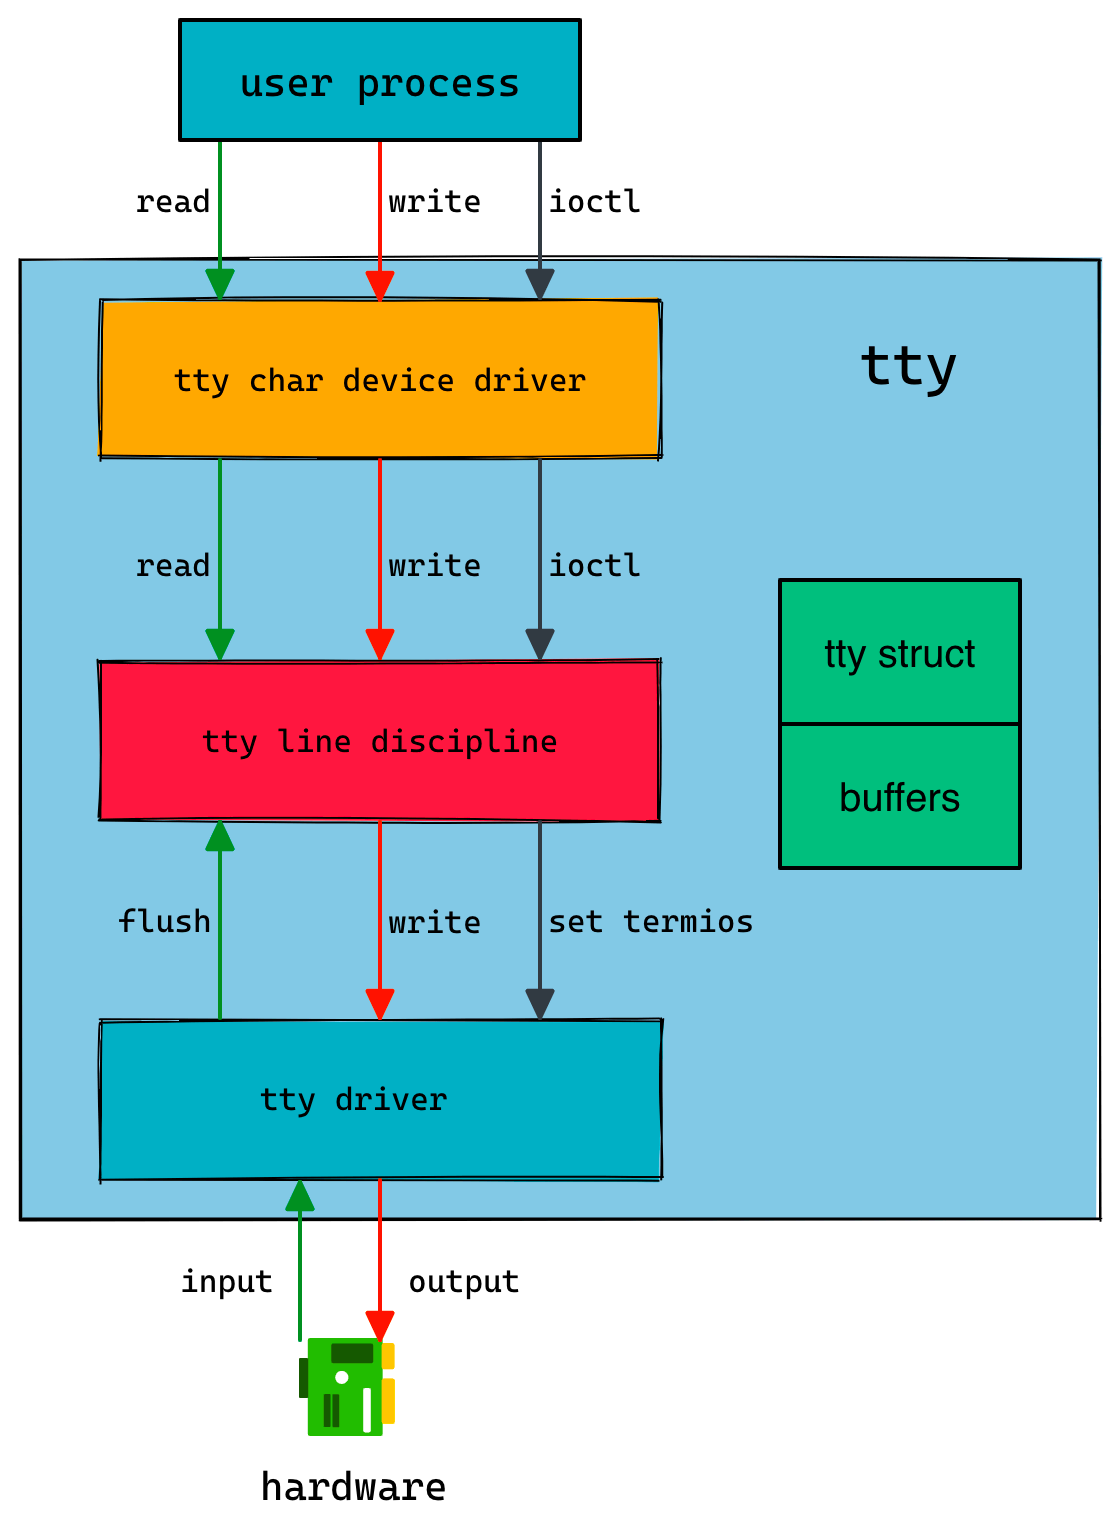 user process
read
write
ioctl
tty
tty char device driver
read
write
ioctl
tty struct
tty line discipline
buffers
flush
write
set termios
tty driver
input
output
hardware